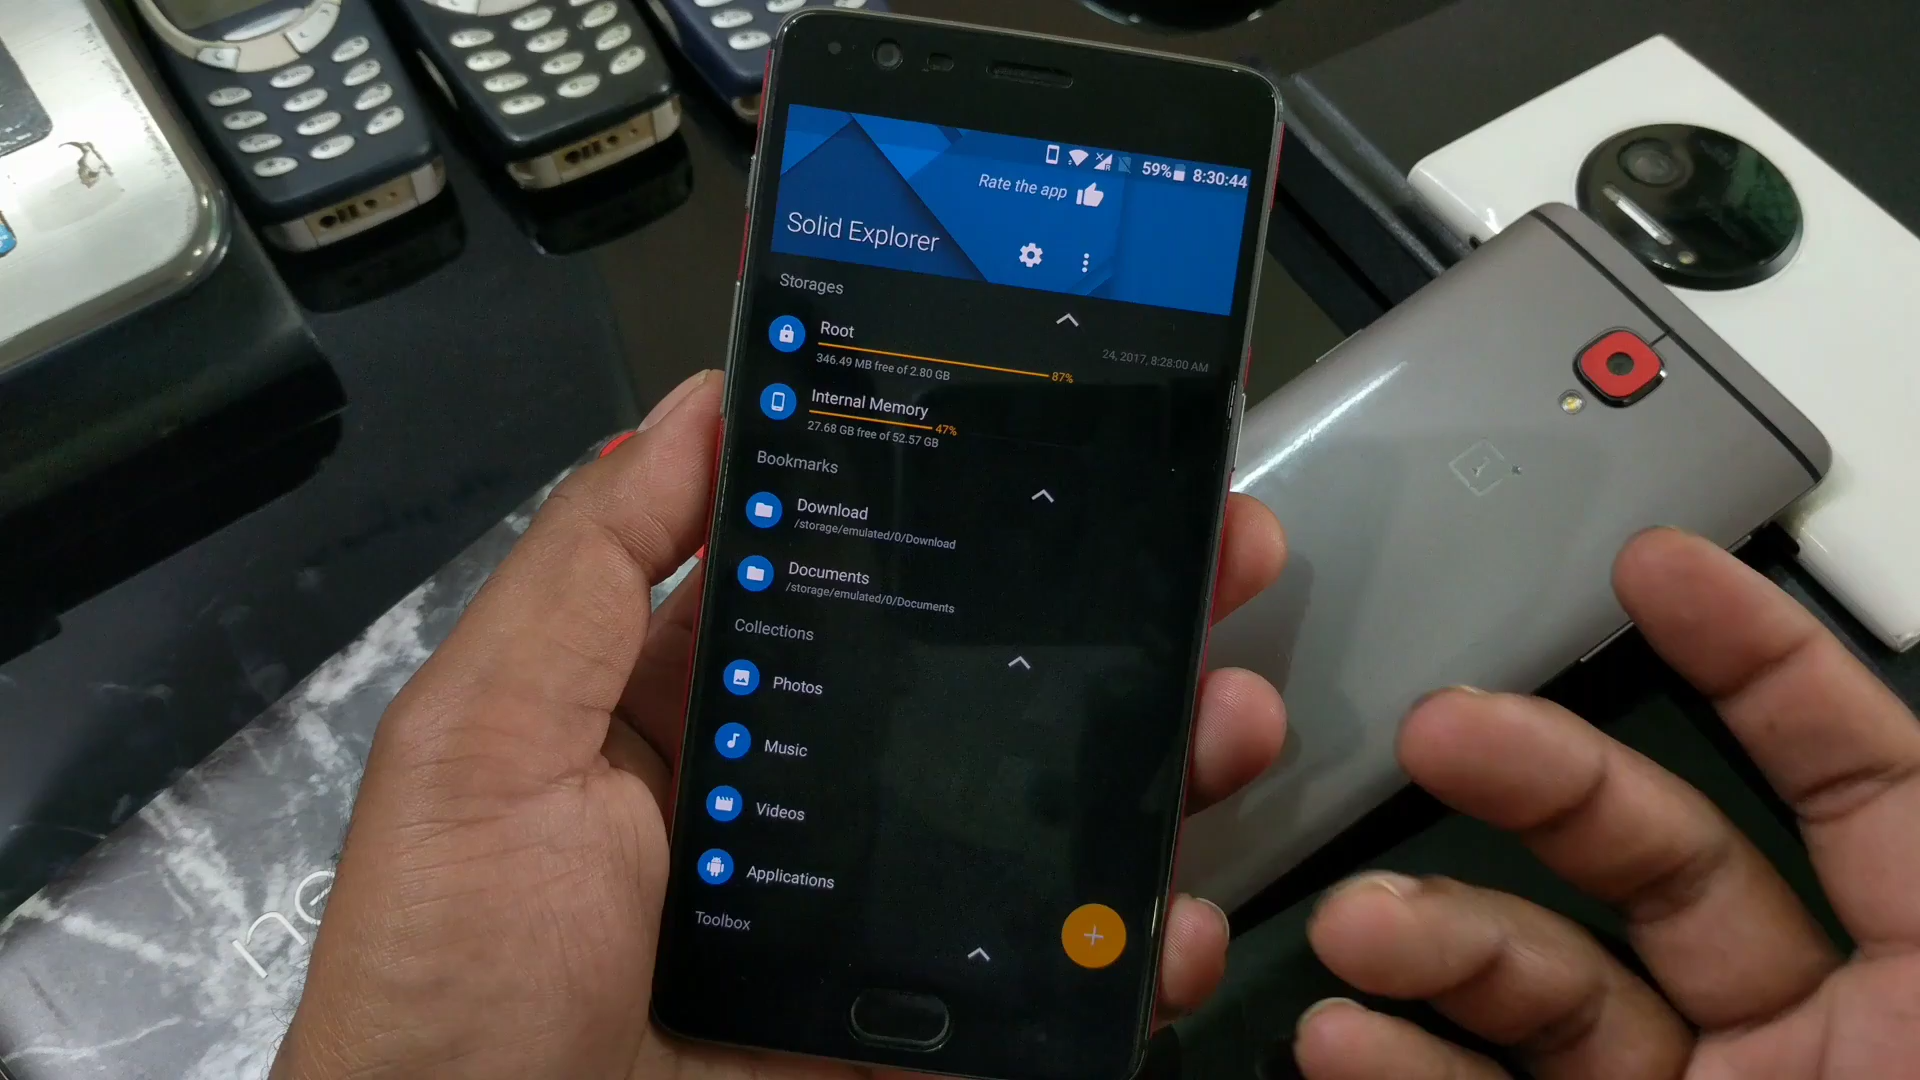 59% 8:30:44
Rate the app
Solid Explorer
Storages
Root
24, 2017, 8:28:00 AM
346.49 MB free of 2.80 GB
87%
Internal Memory
47%
27.68 GB free of 52.57 GB
Bookmarks
Download
/storage/emulated/0/Download
Documents
/storage/emulated/0/Documents
Collections
Photos
Music
Videos
Applications
Toolbox
ne
1